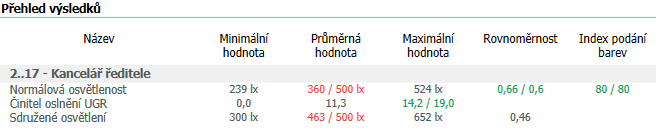 Přehled výsledků
Název Minimální hodnota Průměrná hodnota Maximální hodnota Rovnoměrnost Index podání barev
2..17 - Kancelář ředitele
Normálová osvětlenost 239 lx 360 / 500 lx 524 lx 0,66 / 0,6 80 / 80
Činitel oslnění UGR 0,0 11,3 14,2 / 19,0
Sdružené osvětlení 300 lx 463 / 500 lx 652 lx 0,46